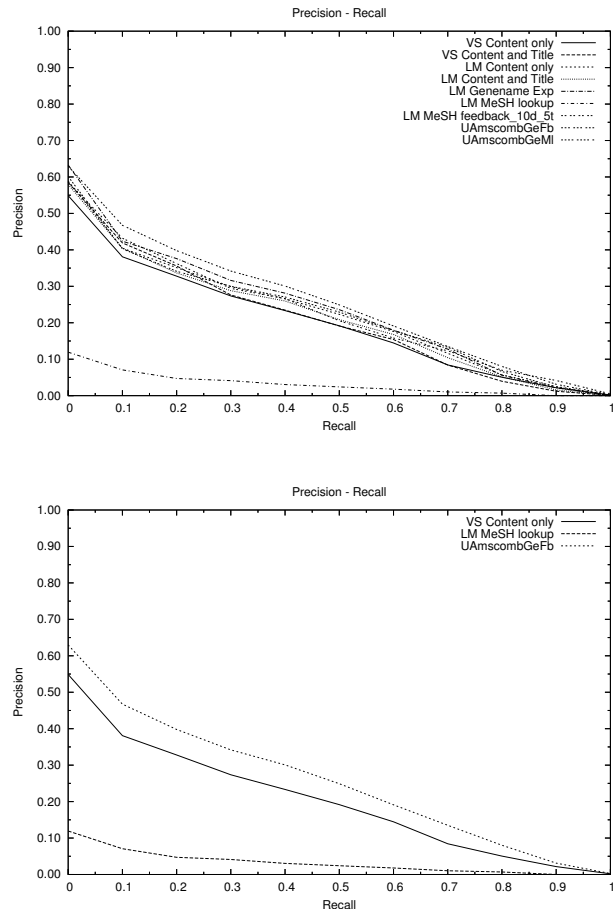 Precision - Recall
VS Content only
VS Content and Title
LM Content only
LM Content and Title
LM Genename Exp
LM MeSH lookup
LM MeSH feedback_10d_5t
UAmscombGeFb
UAmscombGeMl
1.00
0.90
0.80
0.70
0.60
0.50
0.40
0.30
0.20
0.10
0.00
Precision
0 0.1 0.2 0.3 0.4 0.5 0.6 0.7 0.8 0.9 1
Recall
Precision - Recall
VS Content only
LM MeSH lookup
UAmscombGeFb
1.00
0.90
0.80
0.70
0.60
0.50
0.40
0.30
0.20
0.10
0.00
Precision
0 0.1 0.2 0.3 0.4 0.5 0.6 0.7 0.8 0.9 1
Recall